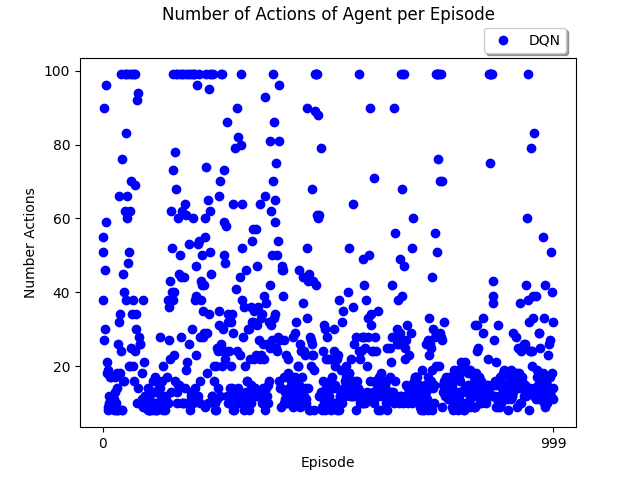 Number of Actions of Agent per Episode
DQN
100
80
60
40
20
Number Actions
0
999
Episode